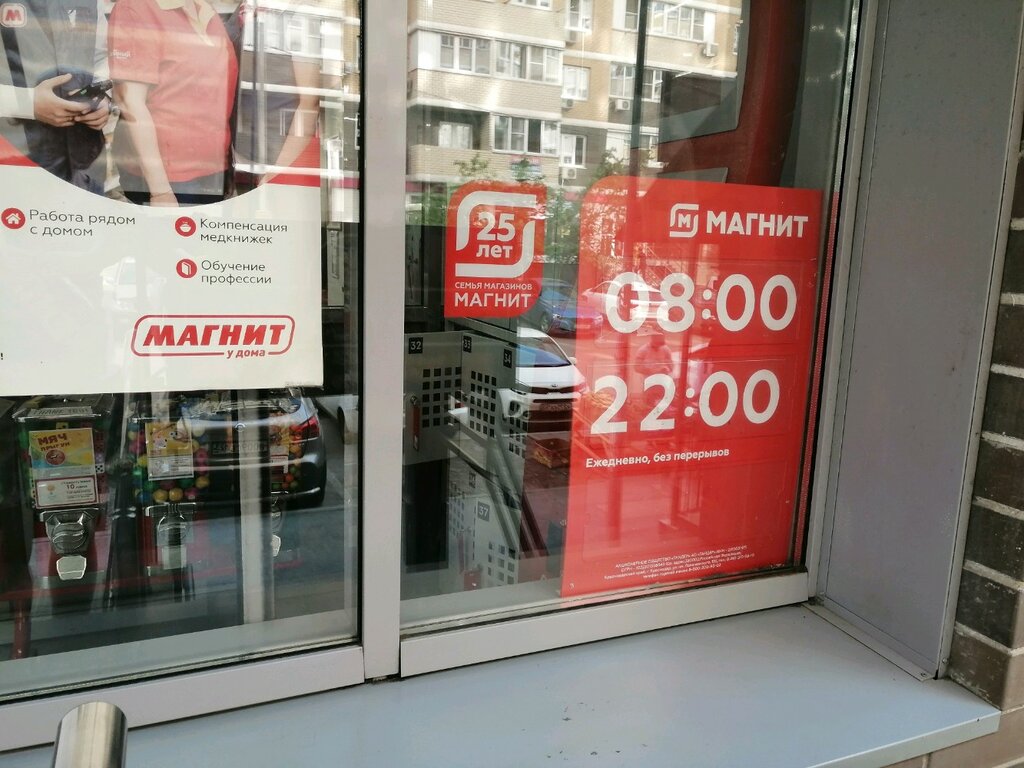 Работа рядом
с домом
Компенсация
медкнижек
Обучение
профессии
МАГНИТ
у дома
25
лет
СЕМЬЯ МАГАЗИНОВ
МАГНИТ
М МАГНИТ
08:00
22:00
Ежедневно, без перерывов
32
33
34
37
МЯЧ